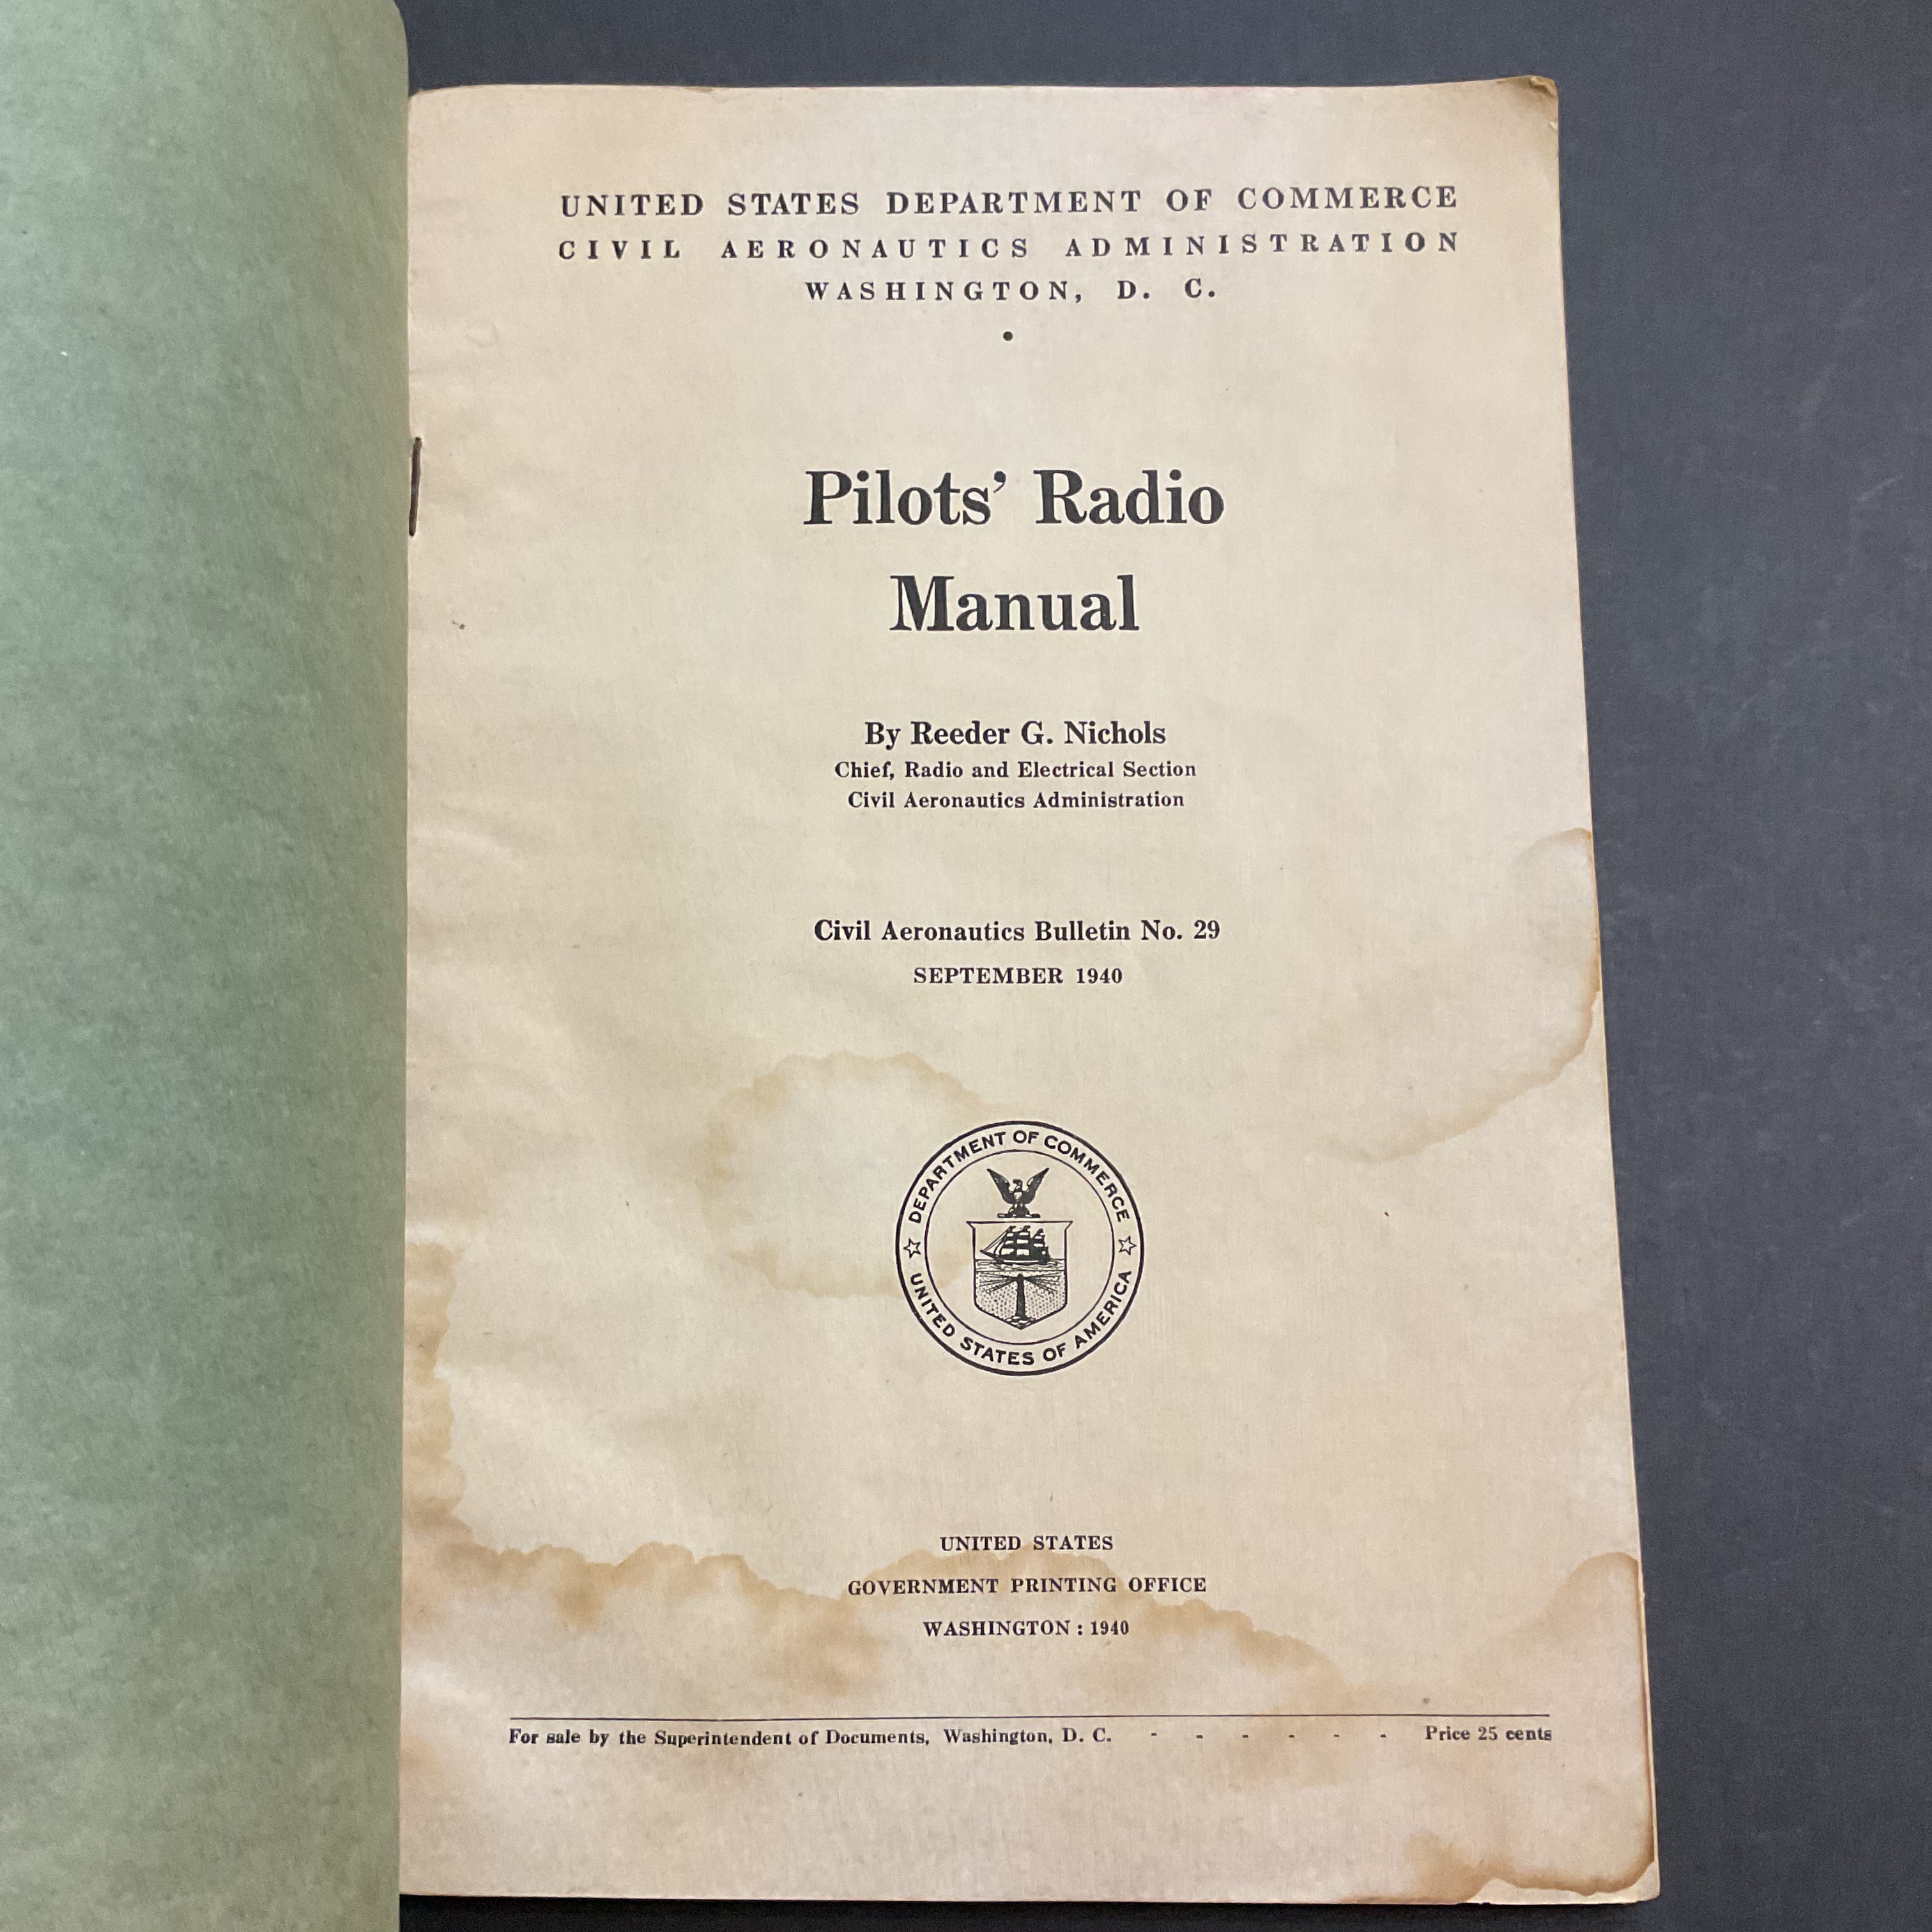 UNITED STATES DEPARTMENT OF COMMERCE
CIVIL AERONAUTICS ADMINISTRATION
WASHINGTON, D. C.
•
Pilots’ Radio
Manual
By Reeder G. Nichols
Chief, Radio and Electrical Section
Civil Aeronautics Administration
Civil Aeronautics Bulletin No. 29
SEPTEMBER 1940
DEPARTMENT OF COMMERCE
UNITED STATES OF AMERICA
UNITED STATES
GOVERNMENT PRINTING OFFICE
WASHINGTON : 1940
For sale by the Superintendent of Documents, Washington, D. C. - - - - - - Price 25 cents